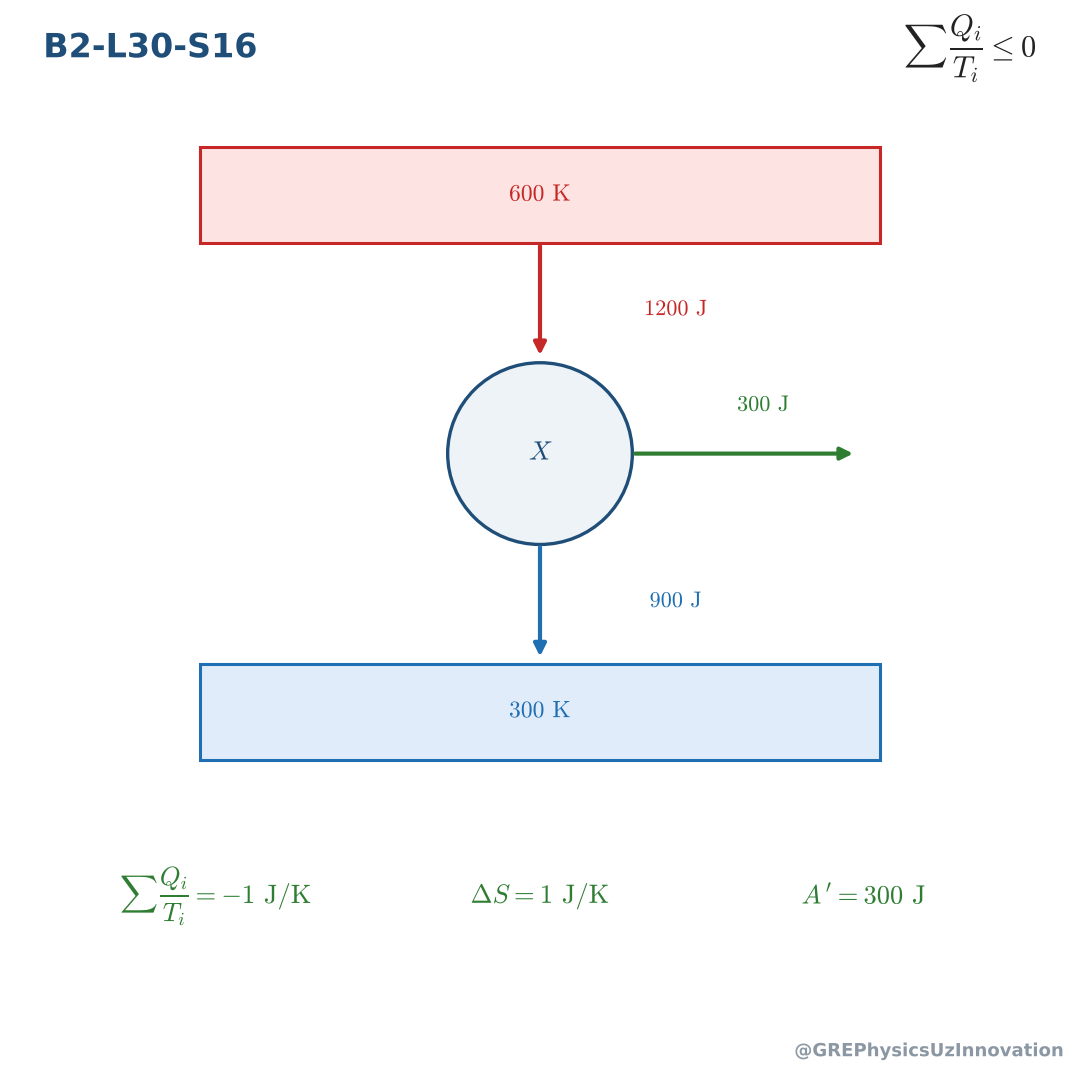 B2-L30-S16
∑ Q_i/T_i ≤ 0
600 K
1200 J
300 J
X
900 J
300 K
∑ Q_i/T_i = −1 J/K
ΔS = 1 J/K
A′ = 300 J
@GREPhysicsUzInnovation